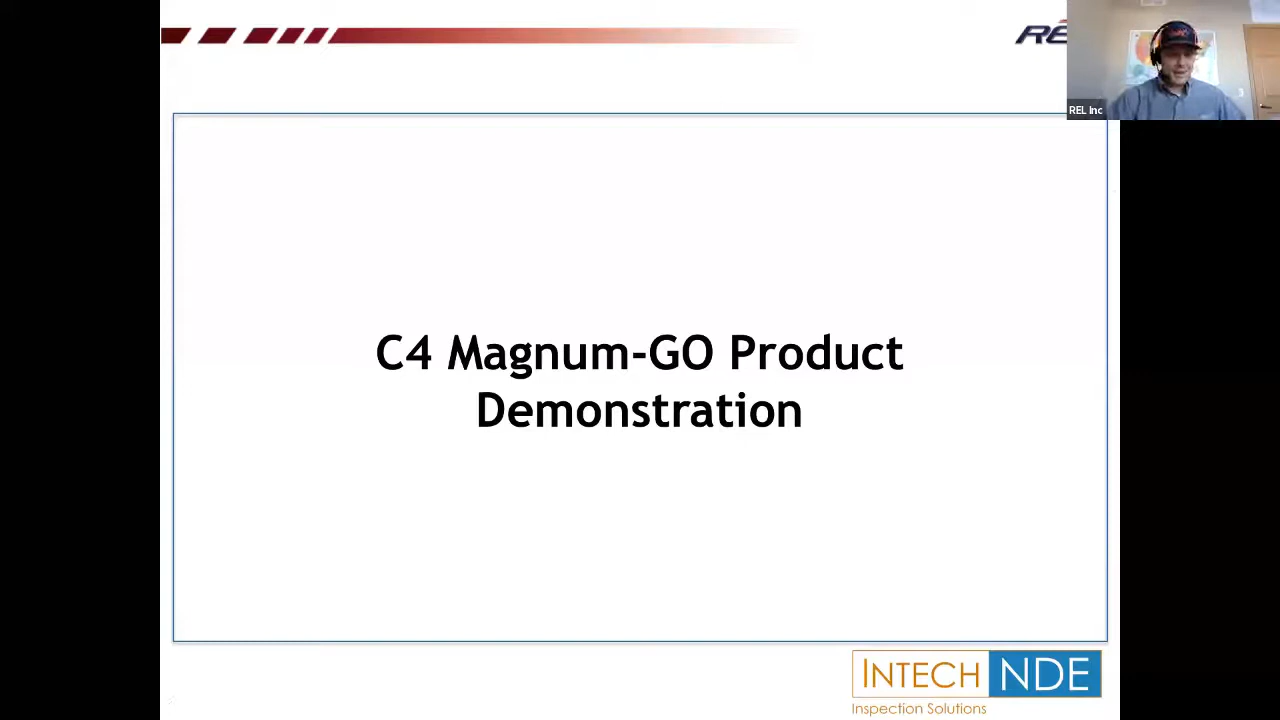 REL Inc
C4 Magnum-GO Product
Demonstration
INTECH NDE
Inspection Solutions